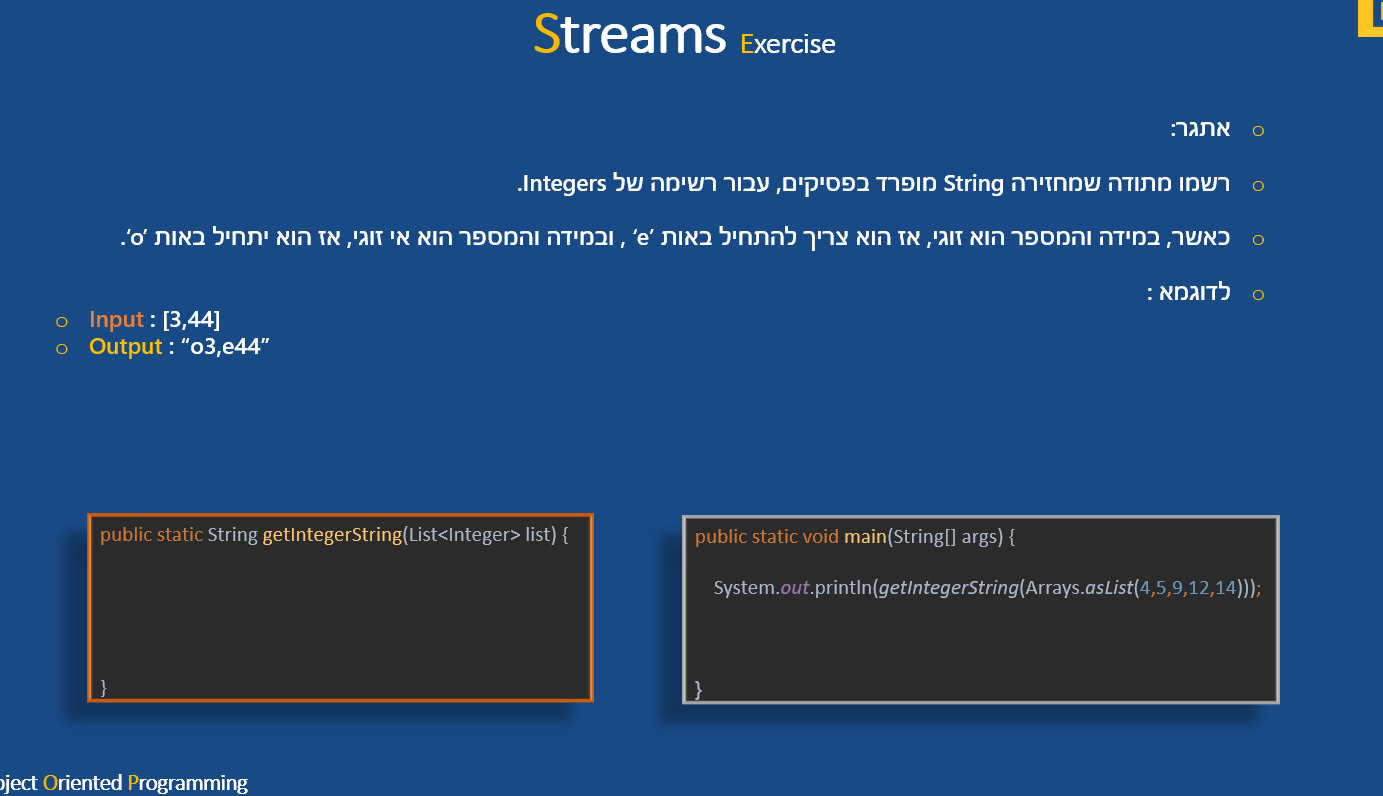 Streams Exercise
אתגר:
רשמו מתודה שמחזירה String מופרד בפסיקים, עבור רשימה של Integers.
כאשר, במידה והמספר הוא זוגי, אז הוא צריך להתחיל באות ‘e’ , ובמידה והמספר הוא אי זוגי, אז הוא יתחיל באות ‘o’.
לדוגמא :
Input : [3,44]
Output : “o3,e44”
public static String getIntegerString(List<Integer> list) {
}
public static void main(String[] args) {
System.out.println(getIntegerString(Arrays.asList(4,5,9,12,14)));
}
bject Oriented Programming